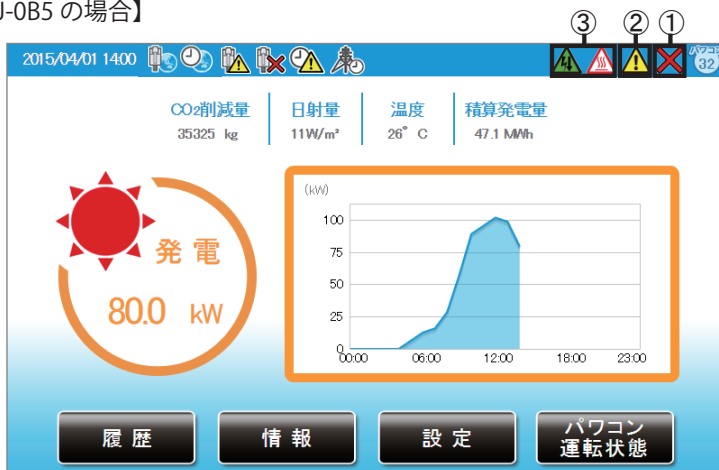 J-0B5 の場合】
③ ② ①
2015/04/01 14:00
パワコン
32
CO2削減量 日射量 温度 積算発電量
35325 kg 11W/m² 26°C 47.1 MWh
(kW)
100
75
50
25
0
00:00 06:00 12:00 18:00 23:00
発電
80.0 kW
履歴 情報 設定 パワコン
運転状態